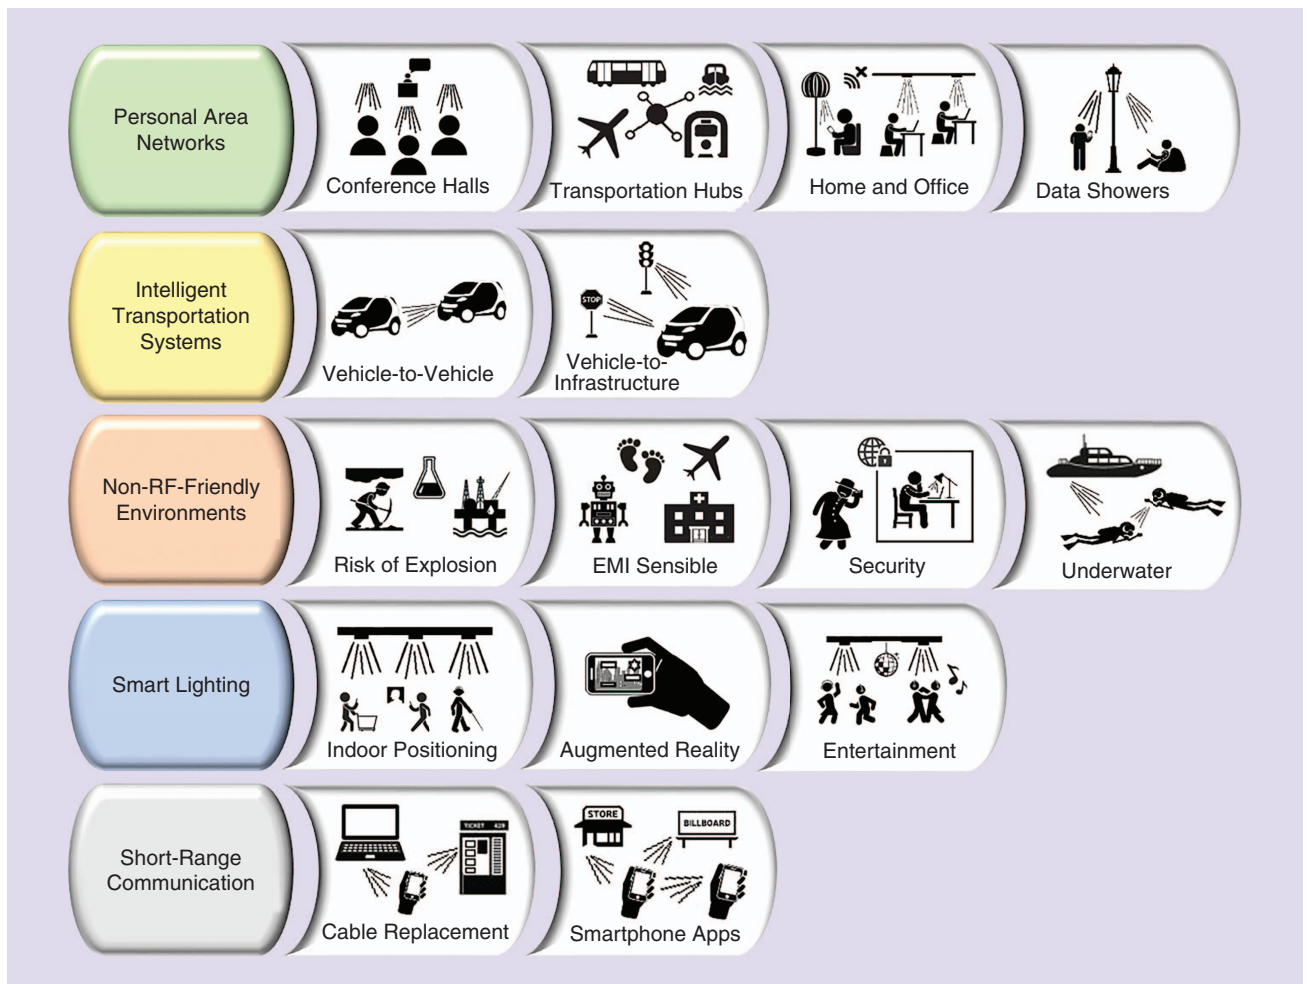 Personal Area
Networks
Conference Halls
Transportation Hubs
Home and Office
Data Showers
Intelligent
Transportation
Systems
Vehicle-to-Vehicle
STOP
Vehicle-to-
Infrastructure
Non-RF-Friendly
Environments
Risk of Explosion
EMI Sensible
Security
Underwater
Smart Lighting
Indoor Positioning
Augmented Reality
Entertainment
Short-Range
Communication
TICKET
Cable Replacement
STORE
BILLBOARD
Smartphone Apps